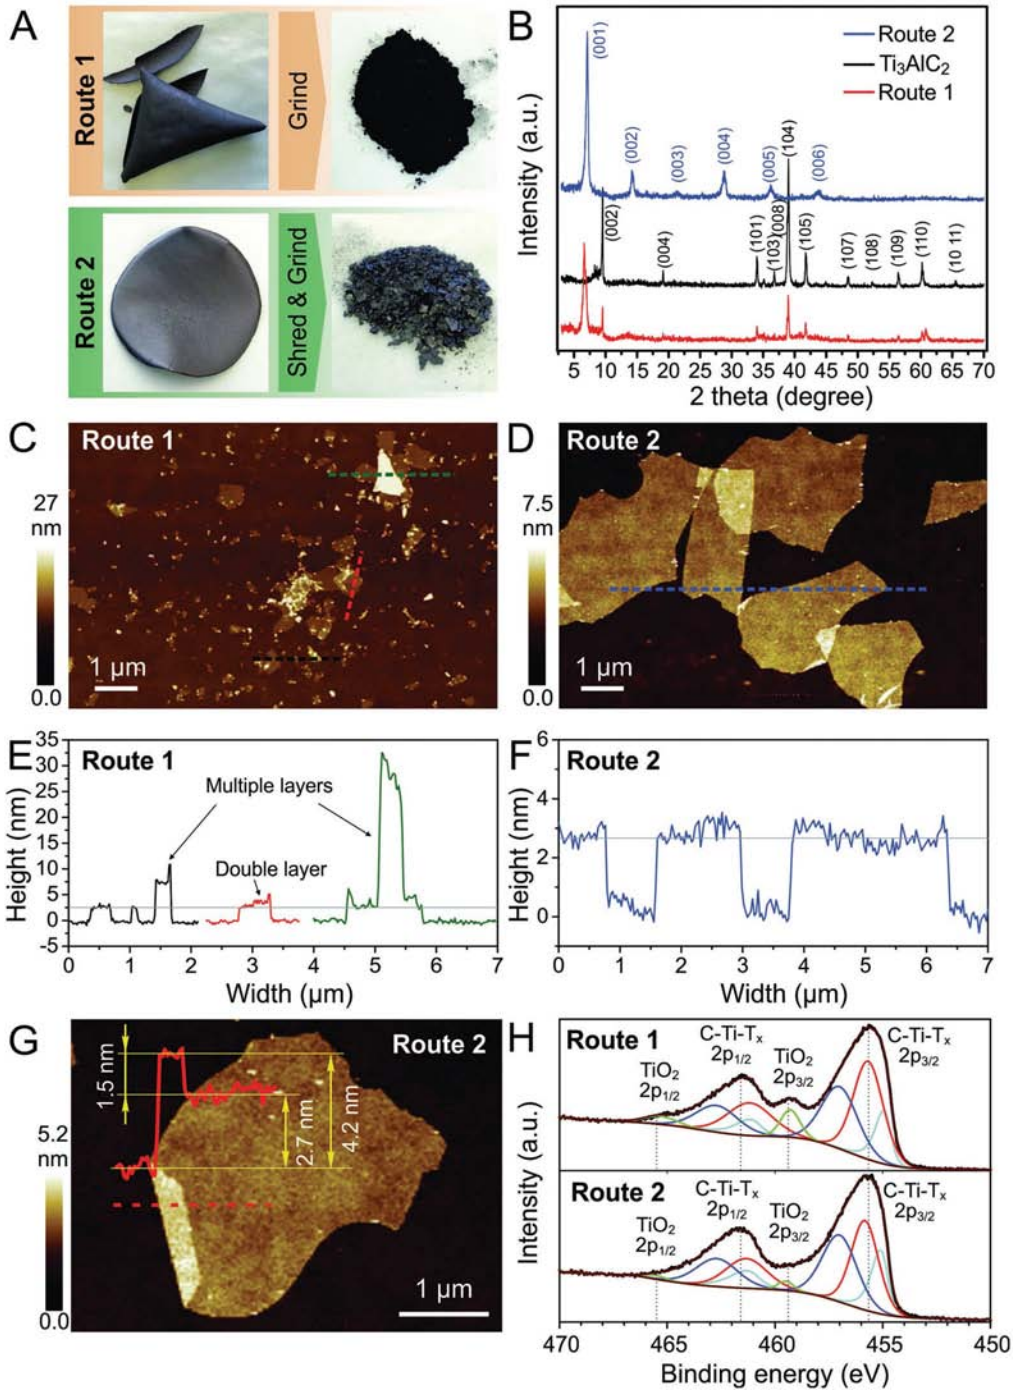 A
Route 1
Grind
Route 2
Shred & Grind
B
Intensity (a.u.)
Route 2
Ti₃AlC₂
Route 1
(001)
(002)
(003)
(004)
(005)
(006)
(002)
(004)
(101)
(103)
(008)
(104)
(105)
(107)
(108)
(109)
(110)
(10 11)
5 10 15 20 25 30 35 40 45 50 55 60 65 70
2 theta (degree)
C
Route 1
27
nm
0.0
1 µm
D
Route 2
7.5
nm
0.0
1 µm
E
Route 1
Height (nm)
35
30
25
20
15
10
5
0
-5
Multiple layers
Double layer
0 1 2 3 4 5 6 7
Width (µm)
F
Route 2
Height (nm)
6
4
2
0
0 1 2 3 4 5 6 7
Width (µm)
G
Route 2
1.5 nm
2.7 nm
4.2 nm
5.2
nm
0.0
1 µm
H
Intensity (a.u.)
Route 1
TiO₂
2p₁/₂
C-Ti-Tₓ
2p₁/₂
TiO₂
2p₃/₂
C-Ti-Tₓ
2p₃/₂
Route 2
TiO₂
2p₁/₂
C-Ti-Tₓ
2p₁/₂
TiO₂
2p₃/₂
C-Ti-Tₓ
2p₃/₂
470 465 460 455 450
Binding energy (eV)